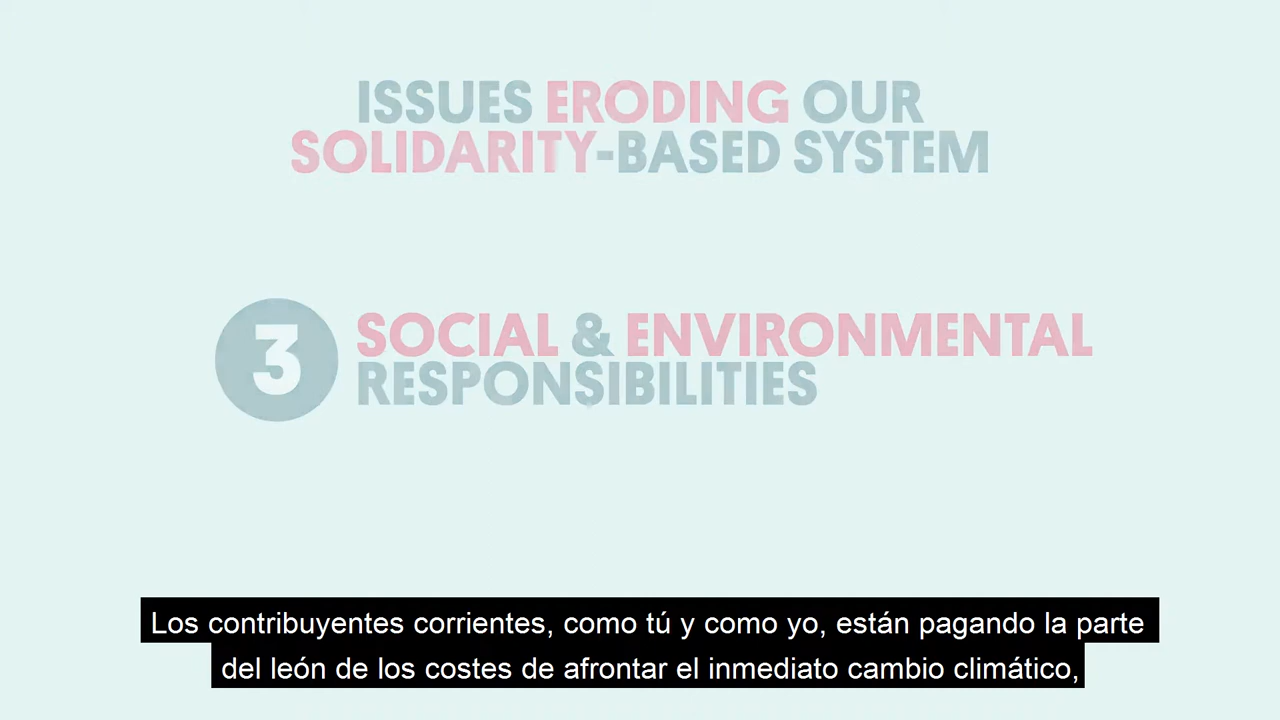 ISSUES ERODING OUR
SOLIDARITY-BASED SYSTEM
3
SOCIAL & ENVIRONMENTAL
RESPONSIBILITIES
Los contribuyentes corrientes, como tú y como yo, están pagando la parte
del león de los costes de afrontar el inmediato cambio climático,